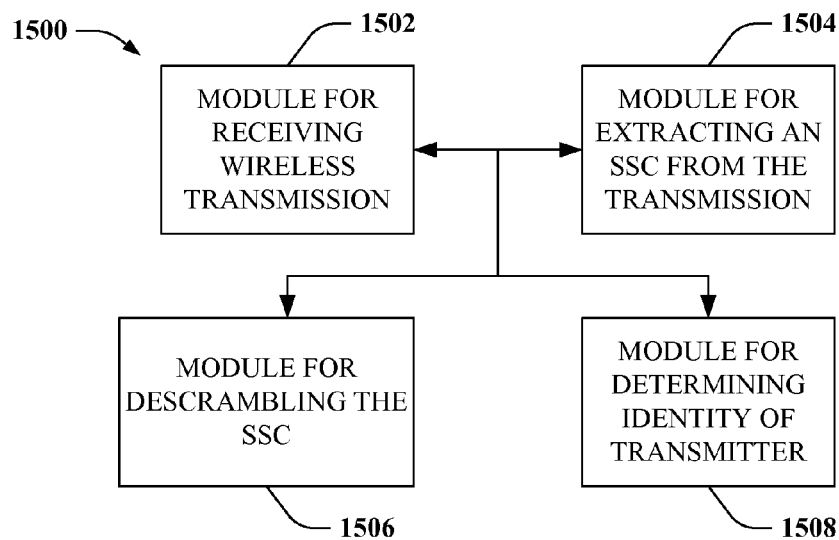 1500
1502
MODULE FOR
RECEIVING
WIRELESS
TRANSMISSION
1504
MODULE FOR
EXTRACTING AN
SSC FROM THE
TRANSMISSION
MODULE FOR
DESCRAMBLING THE
SSC
1506
MODULE FOR
DETERMINING
IDENTITY OF
TRANSMITTER
1508